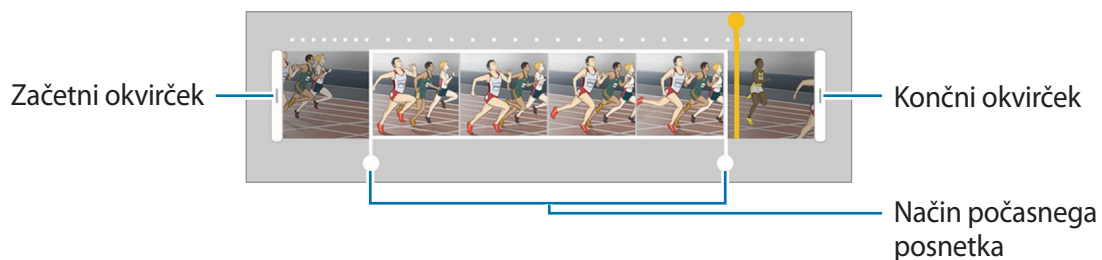 Začetni okvirček
Končni okvirček
Način počasnega
posnetka